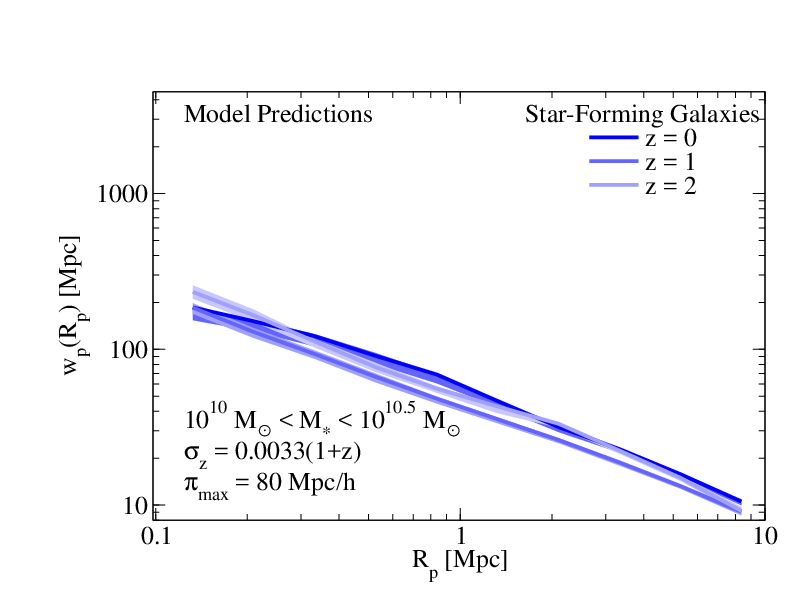 Model Predictions
Star-Forming Galaxies
z = 0
z = 1
z = 2
1000
100
10
w_p(R_p) [Mpc]
10^10 M_⊙ < M_* < 10^10.5 M_⊙
σ_z = 0.0033(1+z)
π_max = 80 Mpc/h
0.1
1
10
R_p [Mpc]